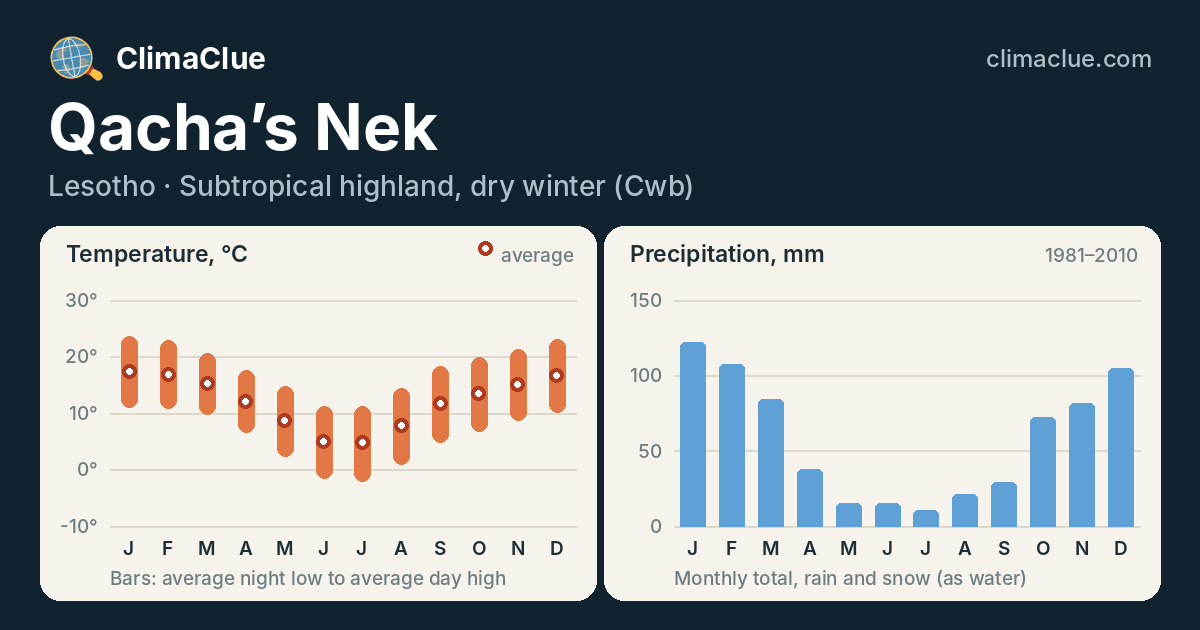 ClimaClue
climaclue.com
Qacha’s Nek
Lesotho · Subtropical highland, dry winter (Cwb)
Temperature, °C
average
30°
20°
10°
0°
-10°
J F M A M J J A S O N D
Bars: average night low to average day high
Precipitation, mm
1981–2010
150
100
50
0
J F M A M J J A S O N D
Monthly total, rain and snow (as water)